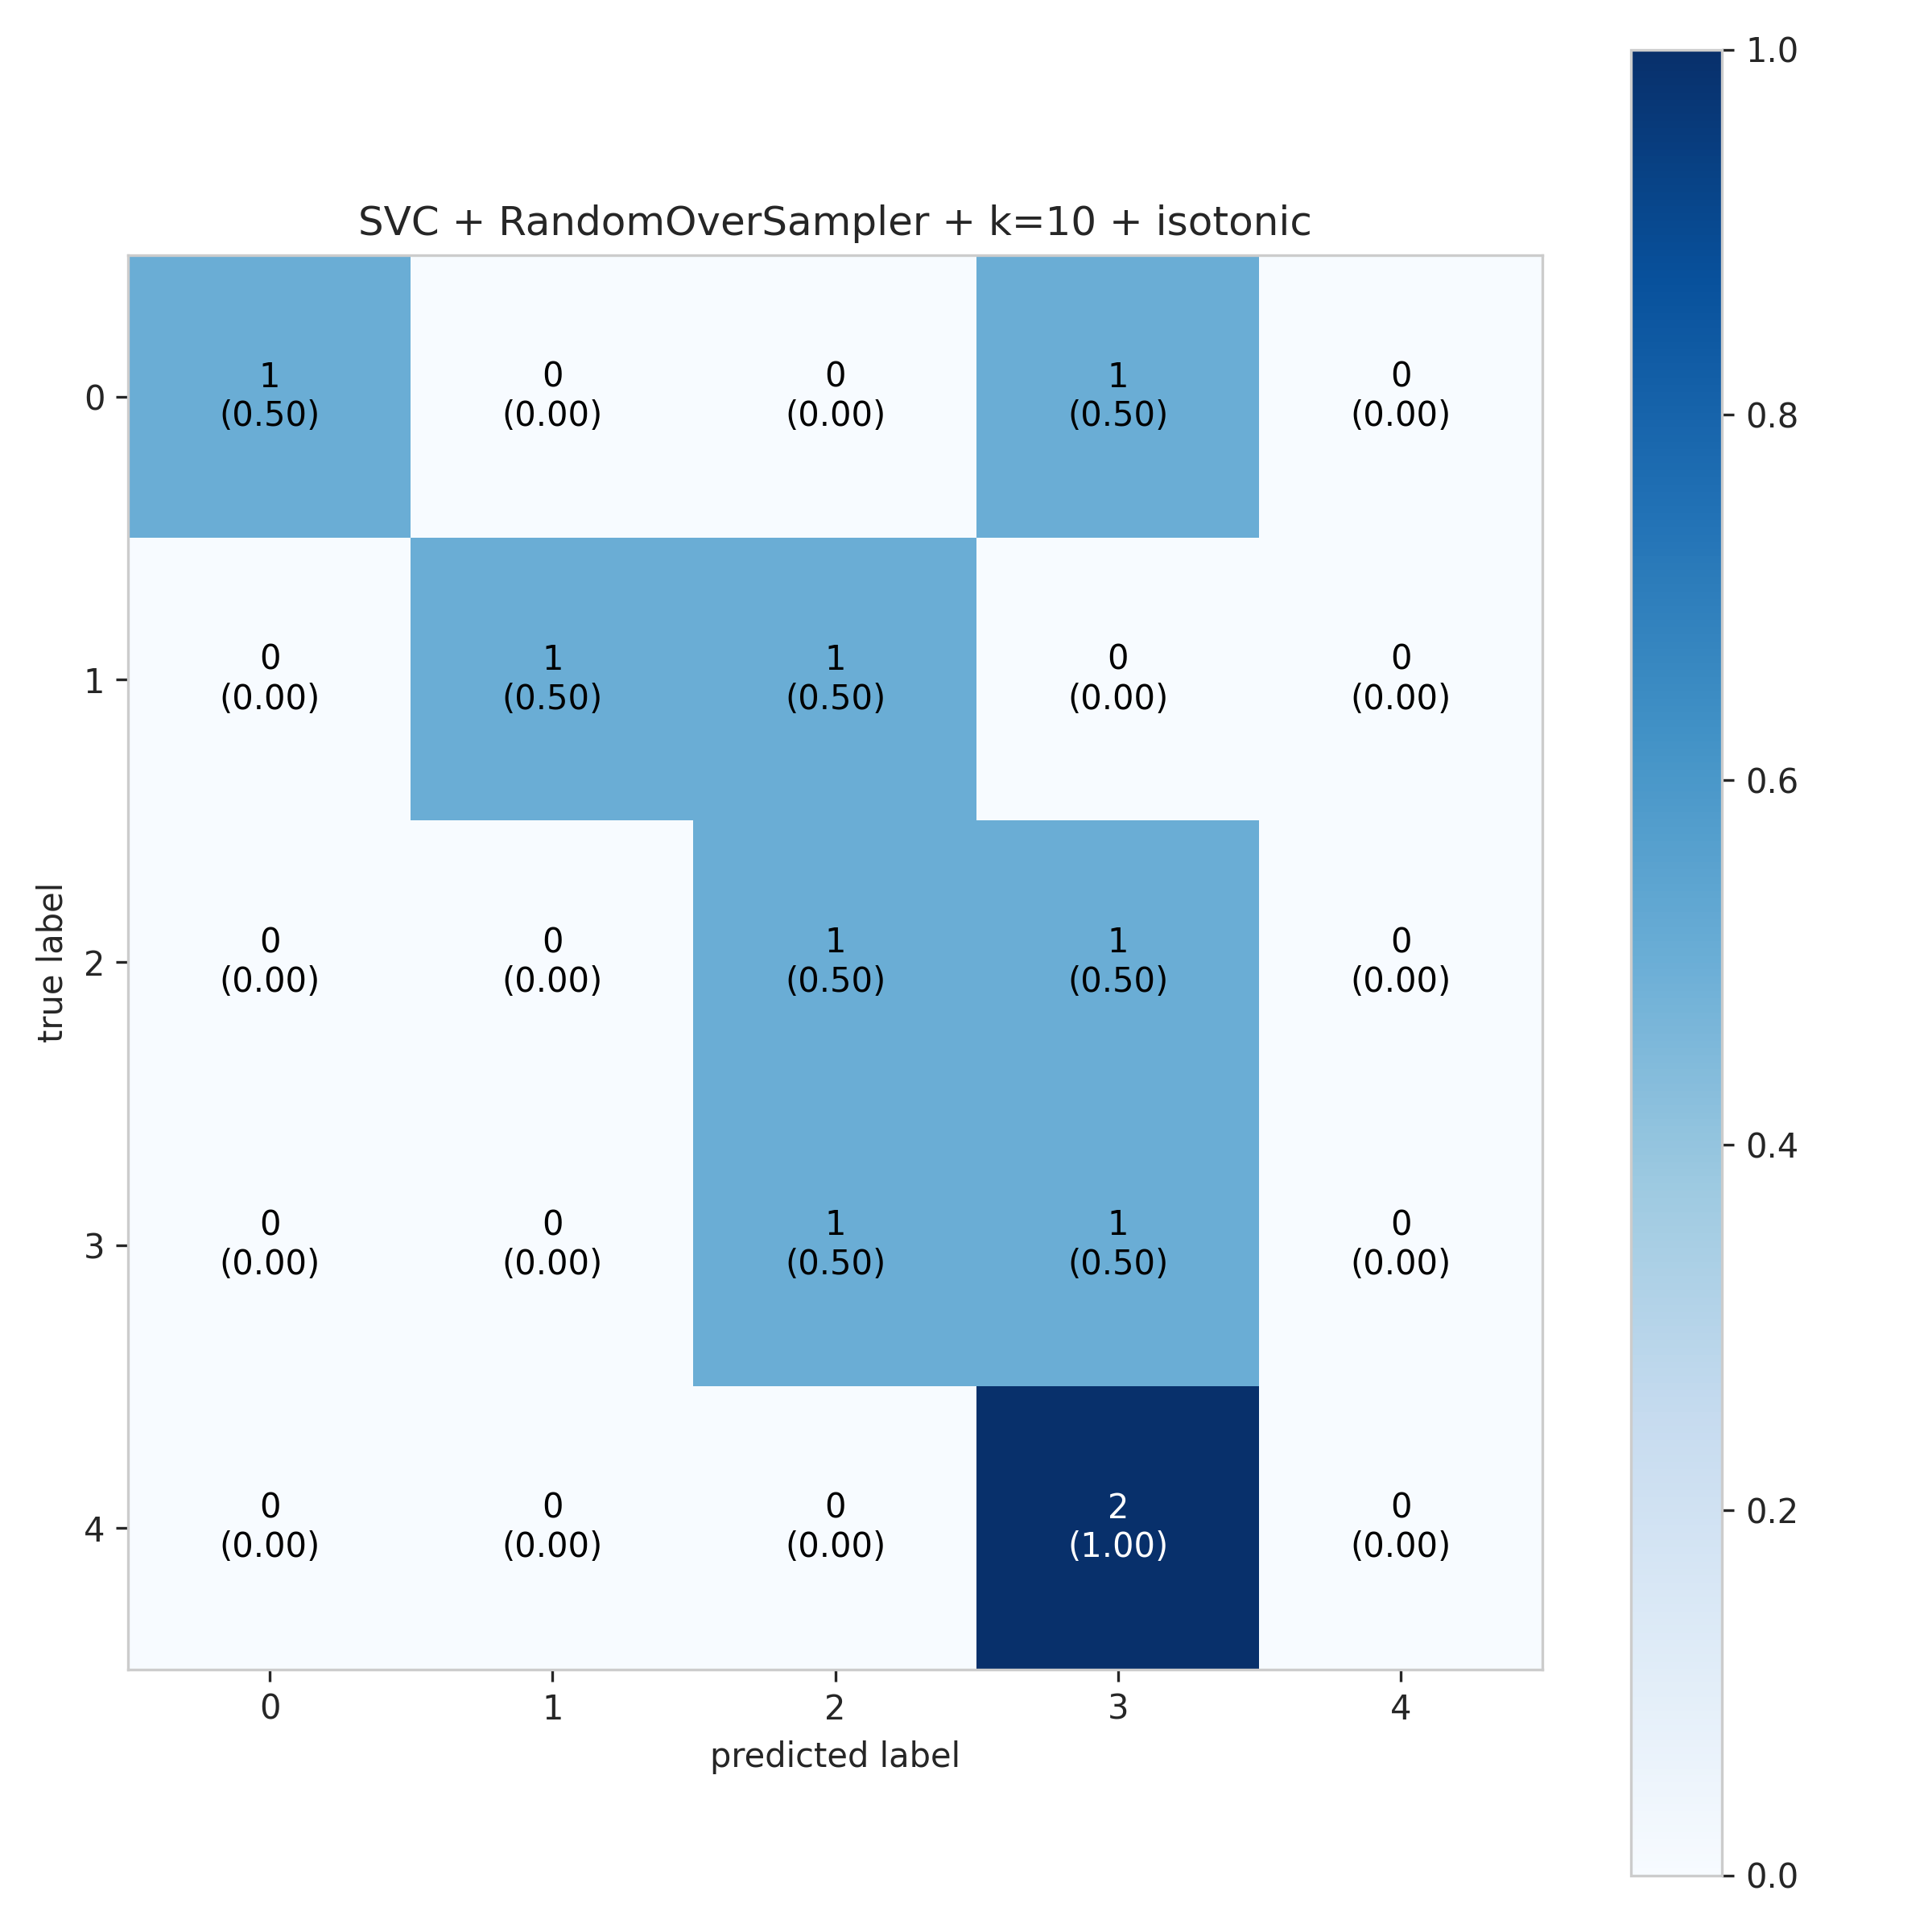 SVC + RandomOverSampler + k=10 + isotonic
1.0
0.8
0.6
0.4
0.2
0.0
true label
0
1
2
3
4
1 0 0 1 0
(0.50) (0.00) (0.00) (0.50) (0.00)
0 1 1 0 0
(0.00) (0.50) (0.50) (0.00) (0.00)
0 0 1 1 0
(0.00) (0.00) (0.50) (0.50) (0.00)
0 0 1 1 0
(0.00) (0.00) (0.50) (0.50) (0.00)
0 0 0 2 0
(0.00) (0.00) (0.00) (1.00) (0.00)
0 1 2 3 4
predicted label